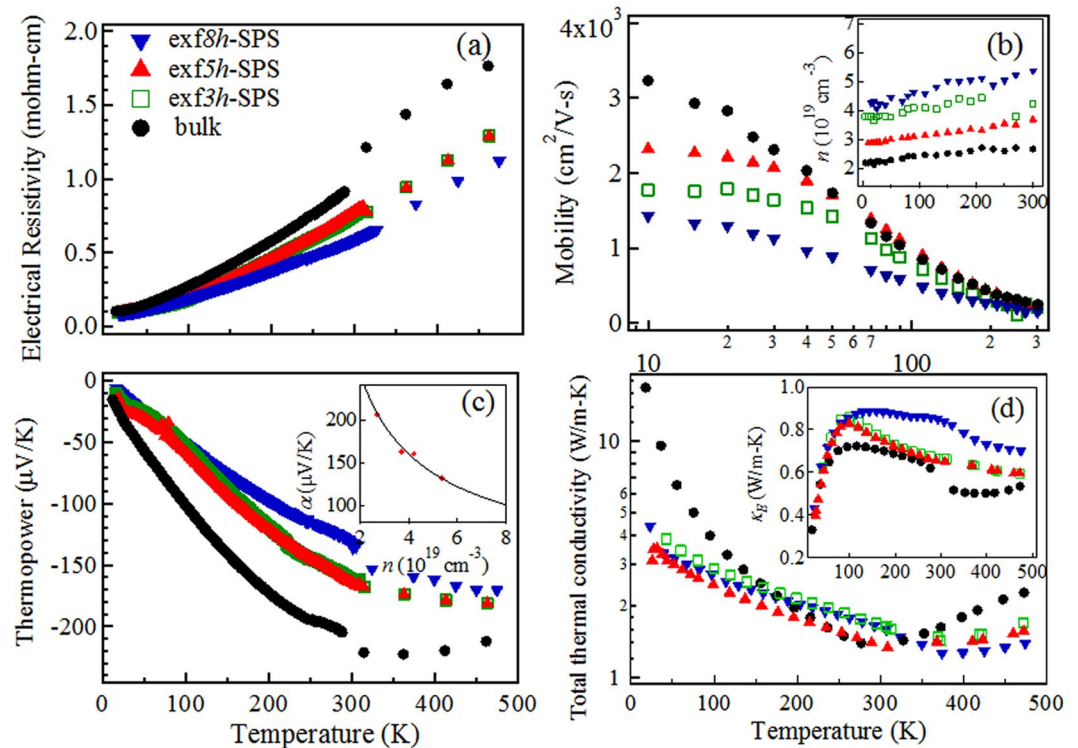 2.0
1.5
1.0
0.5
0.0
Electrical Resistivity (mohm-cm)
(a)
exf8h-SPS
exf5h-SPS
exf3h-SPS
bulk
0 100 200 300 400 500
4x10³
3
2
1
0
Mobility (cm²/V-s)
(b)
7
6
5
4
3
2
n (10¹⁹ cm⁻³)
0 100 200 300
2 3 4 5 6 7 2 3
10 100
0
-50
-100
-150
-200
Thermopower (μV/K)
(c)
200
150
100
α (μV/K)
2 4 6 8
n (10¹⁹ cm⁻³)
0 100 200 300 400 500
Temperature (K)
10
6
5
4
3
2
1
Total thermal conductivity (W/m-K)
(d)
1.0
0.8
0.6
0.4
0.2
κE (W/m-K)
100 200 300 400 500
0 100 200 300 400 500
Temperature (K)